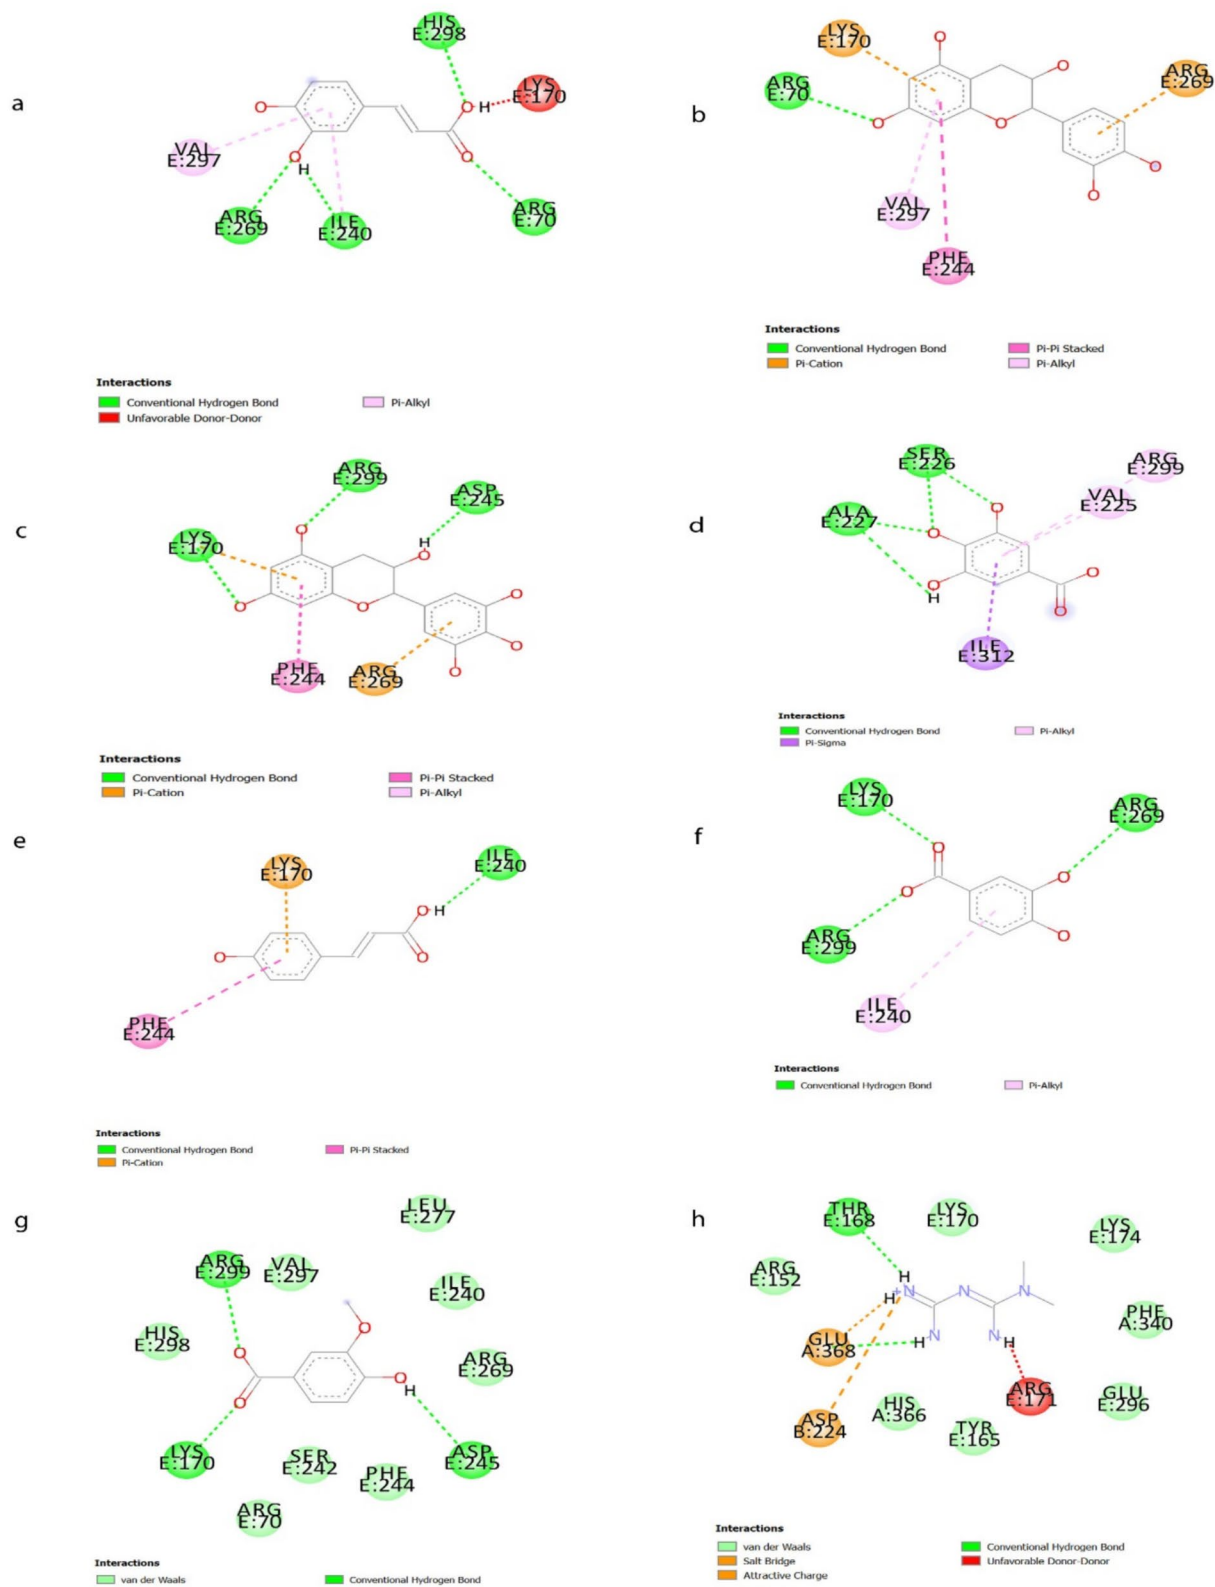 a
HIS
E:298
LYS
E:170
H
O
O
VAL
E:297
O
O
H
ARG
E:269
ILE
E:240
ARG
E:70
Interactions
Conventional Hydrogen Bond
Pi-Alkyl
Unfavorable Donor-Donor
b
LYS
E:170
ARG
E:269
ARG
E:70
O
O
O
O
O
O
VAL
E:297
PHE
E:244
Interactions
Conventional Hydrogen Bond
Pi-Pi Stacked
Pi-Cation
Pi-Alkyl
c
ARG
E:299
ASP
E:245
LYS
E:170
O
H
O
O
O
O
O
O
PHE
E:244
ARG
E:269
Interactions
Conventional Hydrogen Bond
Pi-Pi Stacked
Pi-Cation
Pi-Alkyl
d
SER
E:226
ARG
E:299
VAL
E:225
ALA
E:227
O
O
O
H
O
O
ILE
E:312
Interactions
Conventional Hydrogen Bond
Pi-Alkyl
Pi-Sigma
e
LYS
E:170
ILE
E:240
O
H
O
O
PHE
E:244
Interactions
Conventional Hydrogen Bond
Pi-Pi Stacked
Pi-Cation
f
LYS
E:170
ARG
E:269
O
O
O
O
ARG
E:299
ILE
E:240
Interactions
Conventional Hydrogen Bond
Pi-Alkyl
g
LEU
E:277
ARG
E:299
VAL
E:297
ILE
E:240
HIS
E:298
O
O
ARG
E:269
O
O
H
LYS
E:170
SER
E:242
PHE
E:244
ASP
E:245
ARG
E:70
Interactions
van der Waals
Conventional Hydrogen Bond
h
THR
E:168
LYS
E:170
LYS
E:174
ARG
E:152
H
H
+
N
N
N
PHE
A:340
GLU
A:368
H
N
N
H
ARG
E:171
GLU
E:296
ASP
B:224
HIS
A:366
TYR
E:165
Interactions
van der Waals
Conventional Hydrogen Bond
Salt Bridge
Unfavorable Donor-Donor
Attractive Charge